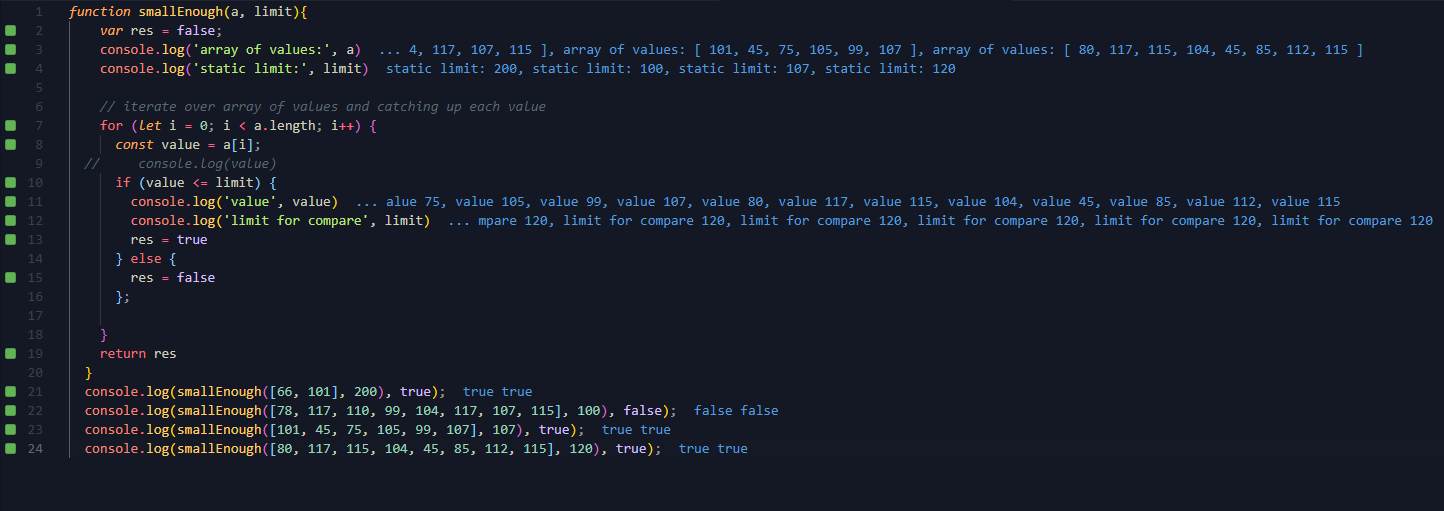 1 function smallEnough(a, limit){
2 var res = false;
3 console.log('array of values:', a) ... 4, 117, 107, 115 ], array of values: [ 101, 45, 75, 105, 99, 107 ], array of values: [ 80, 117, 115, 104, 45, 85, 112, 115 ]
4 console.log('static limit:', limit) static limit: 200, static limit: 100, static limit: 107, static limit: 120
5
6 // iterate over array of values and catching up each value
7 for (let i = 0; i < a.length; i++) {
8 const value = a[i];
9 // console.log(value)
10 if (value <= limit) {
11 console.log('value', value) ... alue 75, value 105, value 99, value 107, value 80, value 117, value 115, value 104, value 45, value 85, value 112, value 115
12 console.log('limit for compare', limit) ... mpare 120, limit for compare 120, limit for compare 120, limit for compare 120, limit for compare 120, limit for compare 120
13 res = true
14 } else {
15 res = false
16 };
17
18 }
19 return res
20 }
21 console.log(smallEnough([66, 101], 200), true); true true
22 console.log(smallEnough([78, 117, 110, 99, 104, 117, 107, 115], 100), false); false false
23 console.log(smallEnough([101, 45, 75, 105, 99, 107], 107), true); true true
24 console.log(smallEnough([80, 117, 115, 104, 45, 85, 112, 115], 120), true); true true